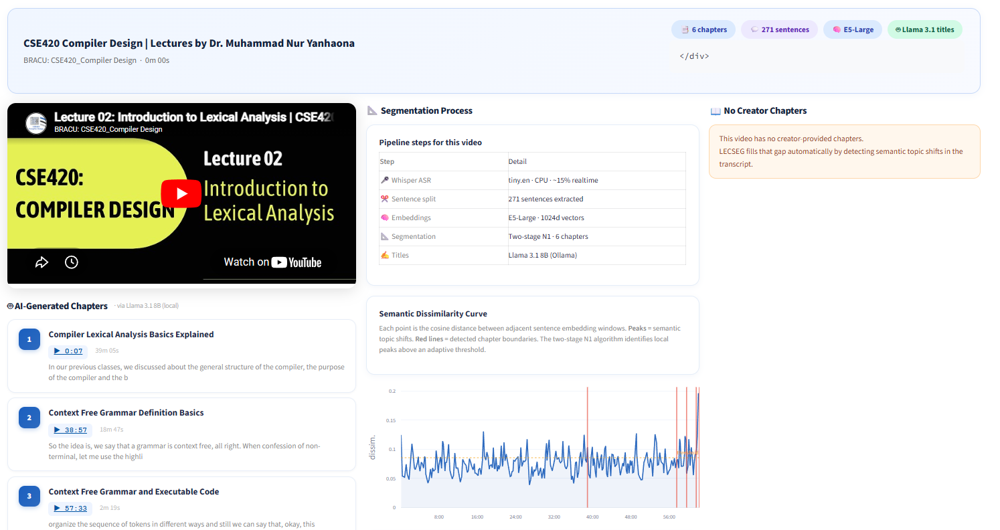 CSE420 Compiler Design | Lectures by Dr. Muhammad Nur Yanhaona
BRACU: CSE420_Compiler Design · 0m 00s
6 chapters
271 sentences
E5-Large
Llama 3.1 titles
</div>
Lecture 02: Introduction to Lexical Analysis | CSE420
BRACU: CSE420_Compiler Design
CSE420:
COMPILER DESIGN
Lecture 02
Introduction to
Lexical Analysis
Watch on YouTube
AI-Generated Chapters · via Llama 3.1 8B (local)
1
Compiler Lexical Analysis Basics Explained
▶ 0:07 39m 05s
In our previous classes, we discussed about the general structure of the compiler, the purpose
of the compiler and the b
2
Context Free Grammar Definition Basics
▶ 38:57 18m 47s
So the idea is, we say that a grammar is context free, all right. When confession of non-
terminal, let me use the highli
3
Context Free Grammar and Executable Code
▶ 57:33 2m 19s
organize the sequence of tokens in different ways and still we can say that, okay, this
Segmentation Process
Pipeline steps for this video
Step Detail
Whisper ASR tiny.en · CPU · ~15% realtime
Sentence split 271 sentences extracted
Embeddings E5-Large · 1024d vectors
Segmentation Two-stage N1 · 6 chapters
Titles Llama 3.1 8B (Ollama)
Semantic Dissimilarity Curve
Each point is the cosine distance between adjacent sentence embedding windows. Peaks = semantic
topic shifts. Red lines = detected chapter boundaries. The two-stage N1 algorithm identifies local
peaks above an adaptive threshold.
dissim.
0.2
0.15
0.1
0.05
0
8:00 16:00 24:00 32:00 40:00 48:00 56:00
No Creator Chapters
This video has no creator-provided chapters.
LECSEG fills that gap automatically by detecting semantic topic shifts in the
transcript.